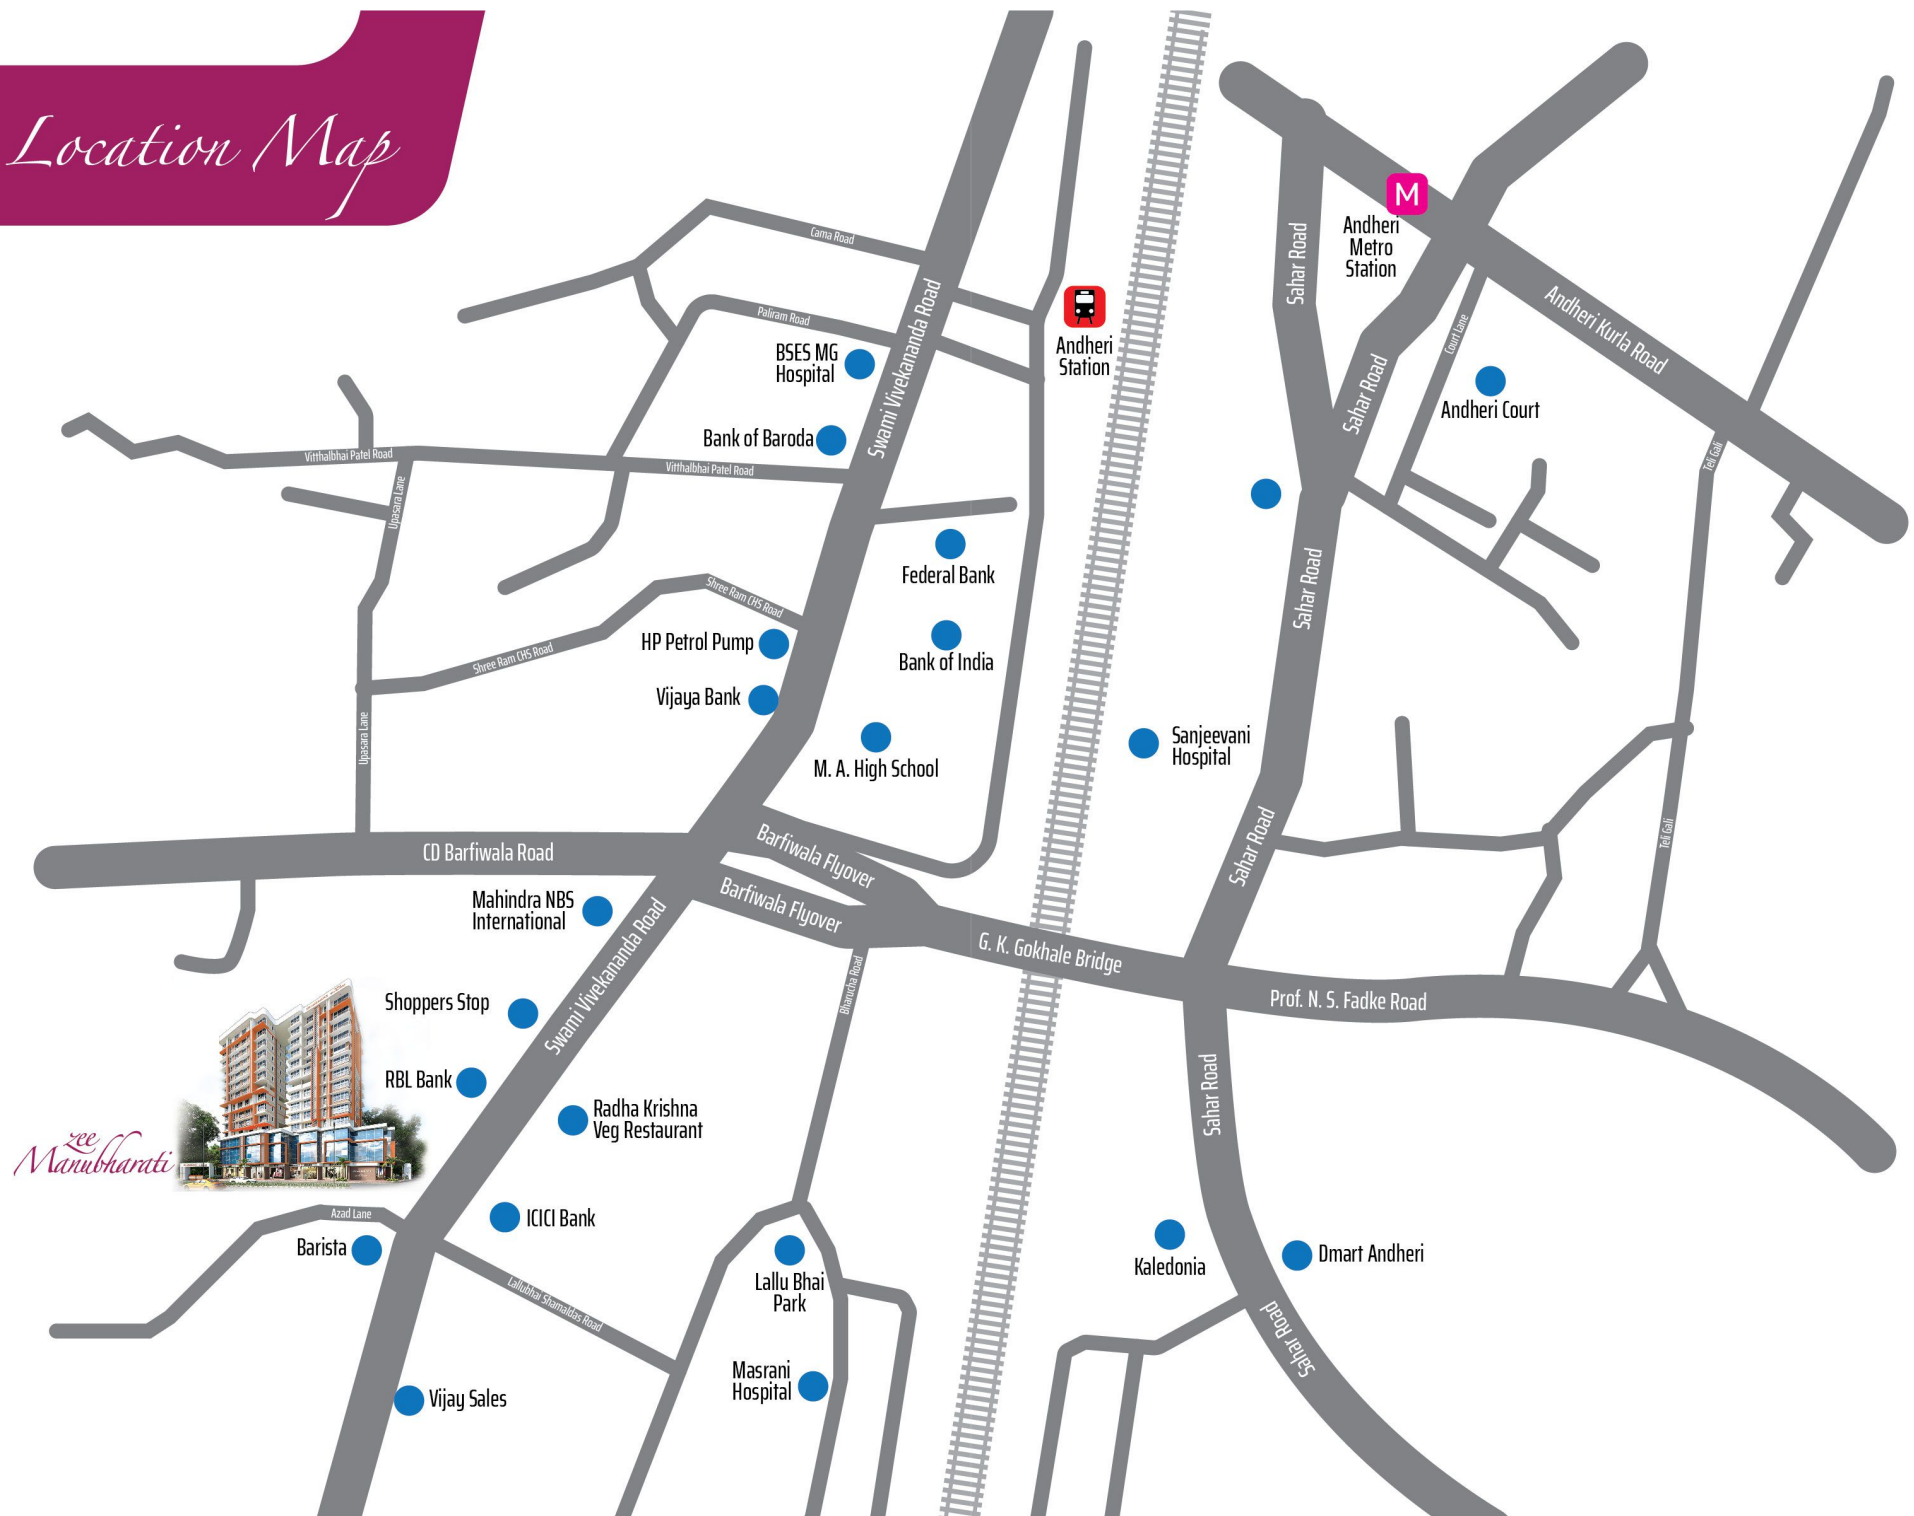 Location Map
Cama Road
Paliram Road
BSES MG
Hospital
Bank of Baroda
Swami Vivekananda Road
Andheri
Station
M
Andheri
Metro
Station
Sahar Road
Sahar Road
Court Lane
Andheri Kurla Road
Andheri Court
Teli Gali
Vitthalbhai Patel Road
Vitthalbhai Patel Road
Upasara Lane
Federal Bank
Bank of India
Sahar Road
Shree Ram CHS Road
Shree Ram CHS Road
HP Petrol Pump
Vijaya Bank
Upasara Lane
M. A. High School
Sanjeevani
Hospital
Sahar Road
Teli Gali
CD Barfiwala Road
Barfiwala Flyover
Barfiwala Flyover
Mahindra NBS
International
Swami Vivekananda Road
G. K. Gokhale Bridge
Prof. N. S. Fadke Road
Bharucha Road
Shoppers Stop
RBL Bank
Radha Krishna
Veg Restaurant
Sahar Road
zee
Manubharati
Azad Lane
Barista
ICICI Bank
Lallubhai Shamaldas Road
Lallu Bhai
Park
Kaledonia
Dmart Andheri
Sahar Road
Masrani
Hospital
Vijay Sales